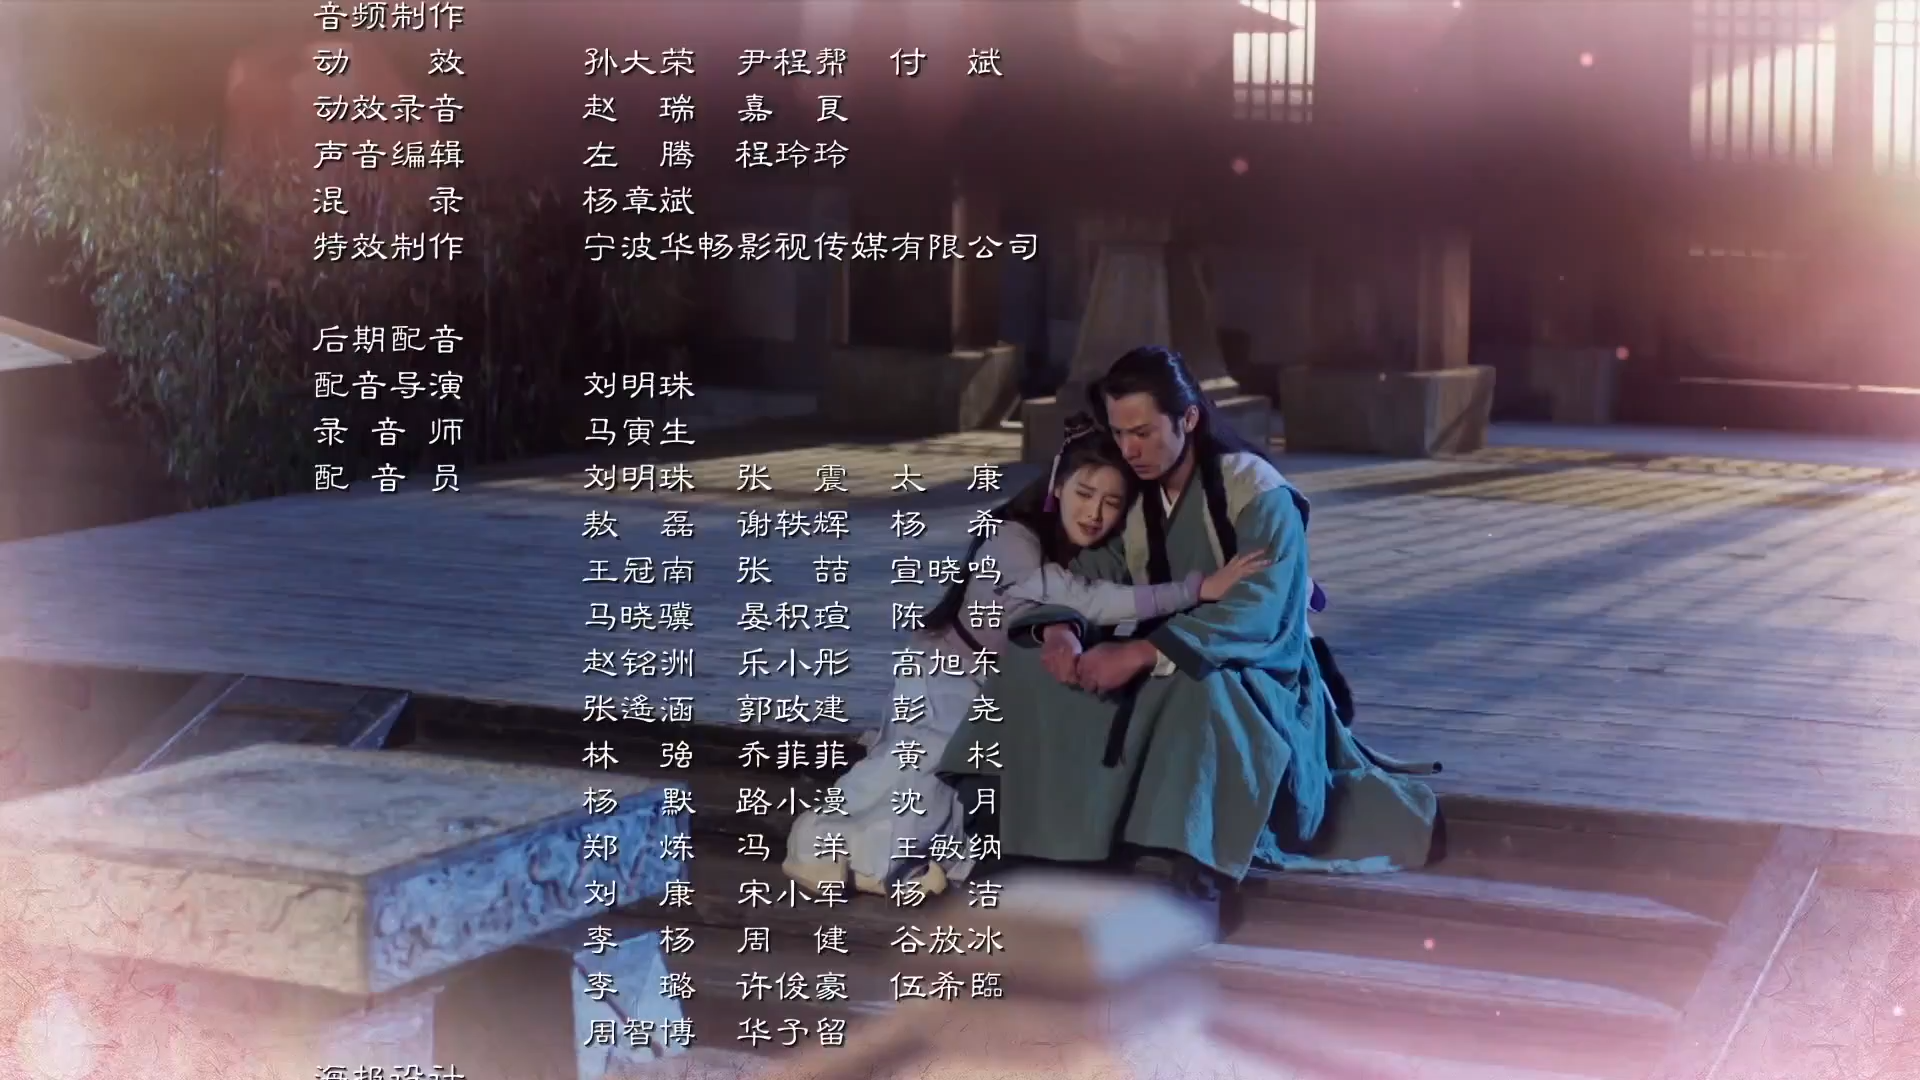 音频制作
动效 孙大荣 尹程帮 付斌
动效录音 赵瑞 嘉良
声音编辑 左腾 程玲玲
混录 杨章斌
特效制作 宁波华畅影视传媒有限公司
后期配音
配音导演 刘明珠
录音师 马寅生
配音员 刘明珠 张震 太康
敖磊 谢轶辉 杨希
王冠南 张喆 宣晓鸣
马晓骥 晏积瑄 陈喆
赵铭洲 乐小彤 高旭东
张遥涵 郭政建 彭尧
林强 乔菲菲 黄杉
杨默 路小漫 沈月
郑炼 冯洋 王敏纳
刘康 宋小军 杨洁
李杨 周健 谷放冰
李璐 许俊豪 伍希臨
周智博 华予留
海报设计